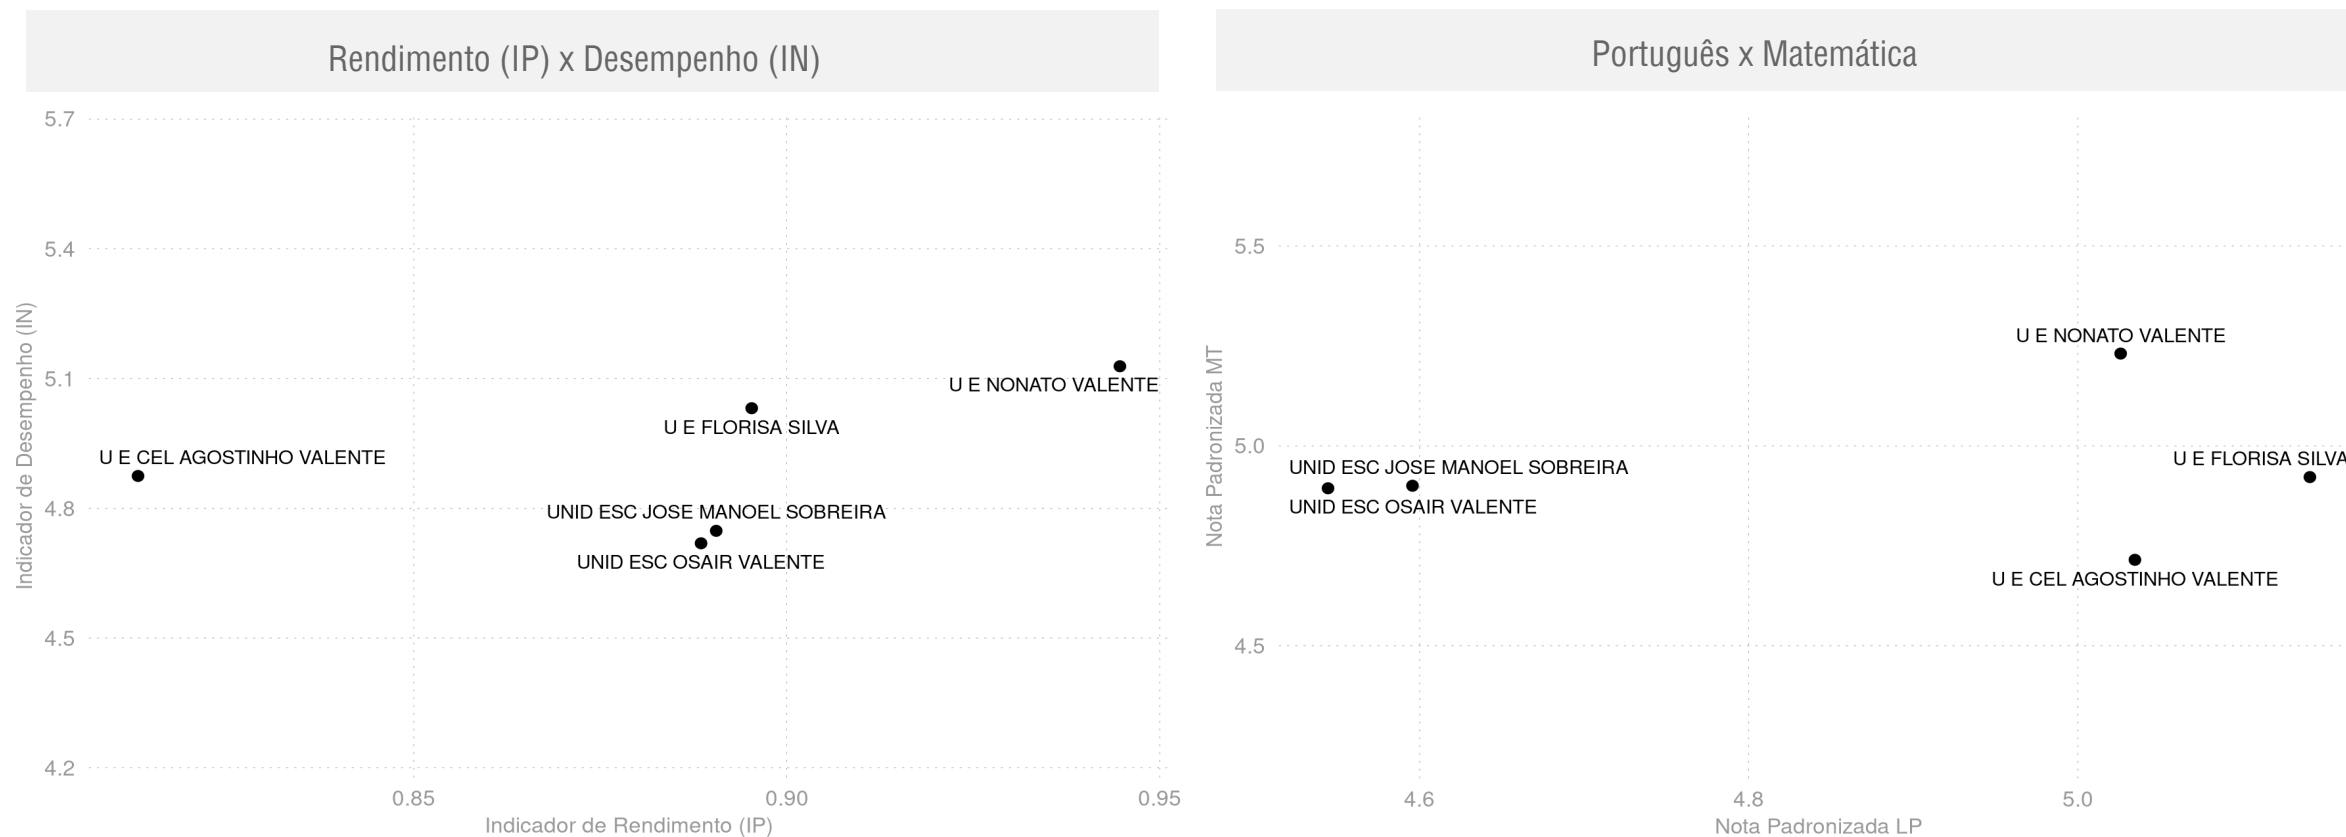 Rendimento (IP) x Desempenho (IN)
5.7
5.4
5.1
4.8
4.5
4.2
Indicador de Desempenho (IN)
U E NONATO VALENTE
U E FLORISA SILVA
U E CEL AGOSTINHO VALENTE
UNID ESC JOSE MANOEL SOBREIRA
UNID ESC OSAIR VALENTE
0.85
0.90
0.95
Indicador de Rendimento (IP)
Português x Matemática
5.5
5.0
4.5
Nota Padronizada MT
U E NONATO VALENTE
U E FLORISA SILVA
UNID ESC JOSE MANOEL SOBREIRA
UNID ESC OSAIR VALENTE
U E CEL AGOSTINHO VALENTE
4.6
4.8
5.0
Nota Padronizada LP